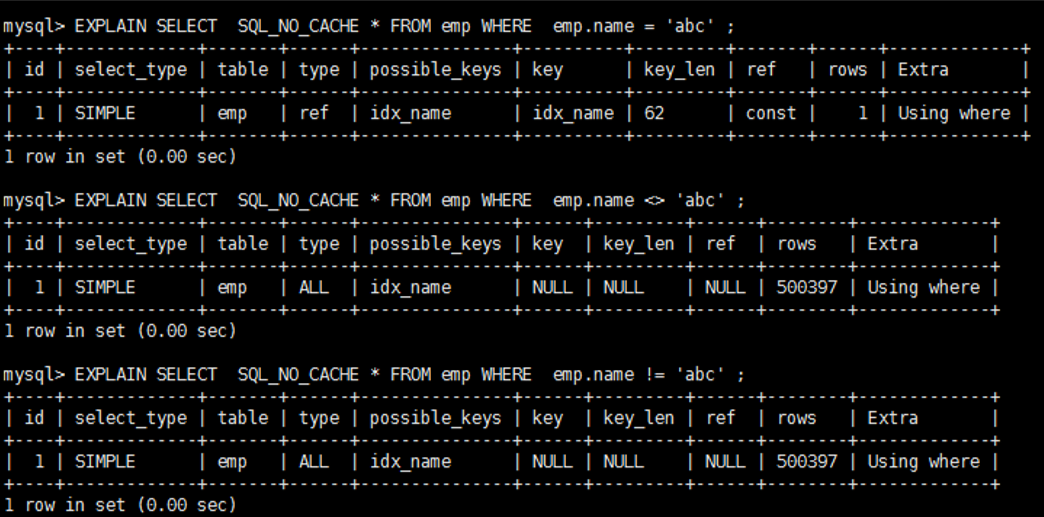 mysql> EXPLAIN SELECT  SQL_NO_CACHE * FROM emp WHERE  emp.name = 'abc' ;
+----+-------------+-------+------+---------------+----------+---------+-------+------+-------------+
| id | select_type | table | type | possible_keys | key      | key_len | ref   | rows | Extra       |
+----+-------------+-------+------+---------------+----------+---------+-------+------+-------------+
|  1 | SIMPLE      | emp   | ref  | idx_name      | idx_name | 62      | const |    1 | Using where |
+----+-------------+-------+------+---------------+----------+---------+-------+------+-------------+
1 row in set (0.00 sec)
mysql> EXPLAIN SELECT  SQL_NO_CACHE * FROM emp WHERE  emp.name <> 'abc' ;
+----+-------------+-------+------+---------------+------+---------+------+--------+-------------+
| id | select_type | table | type | possible_keys | key  | key_len | ref  | rows   | Extra       |
+----+-------------+-------+------+---------------+------+---------+------+--------+-------------+
|  1 | SIMPLE      | emp   | ALL  | idx_name      | NULL | NULL    | NULL | 500397 | Using where |
+----+-------------+-------+------+---------------+------+---------+------+--------+-------------+
1 row in set (0.00 sec)
mysql> EXPLAIN SELECT  SQL_NO_CACHE * FROM emp WHERE  emp.name != 'abc' ;
+----+-------------+-------+------+---------------+------+---------+------+--------+-------------+
| id | select_type | table | type | possible_keys | key  | key_len | ref  | rows   | Extra       |
+----+-------------+-------+------+---------------+------+---------+------+--------+-------------+
|  1 | SIMPLE      | emp   | ALL  | idx_name      | NULL | NULL    | NULL | 500397 | Using where |
+----+-------------+-------+------+---------------+------+---------+------+--------+-------------+
1 row in set (0.00 sec)